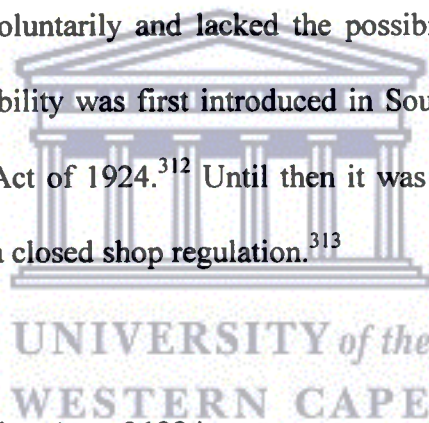 oluntarily and lacked the possibi
bility was first introduced in Sou
Act of 1924.312 Until then it was
a closed shop regulation.313
UNIVERSITY of the
WESTERN CAPE